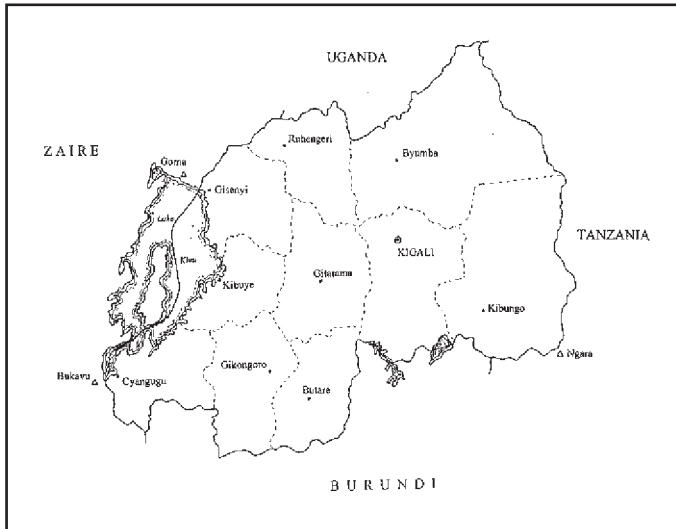 UGANDA
Ruhengeri
ZAIRE
Byumba
Goma
Gisenyi
Lake
TANZANIA
KIGALI
Kivu
Kibuye
Gitarama
Kibungo
Ngara
Gikongoro
Bukavu
Cyangugu
Butare
BURUNDI